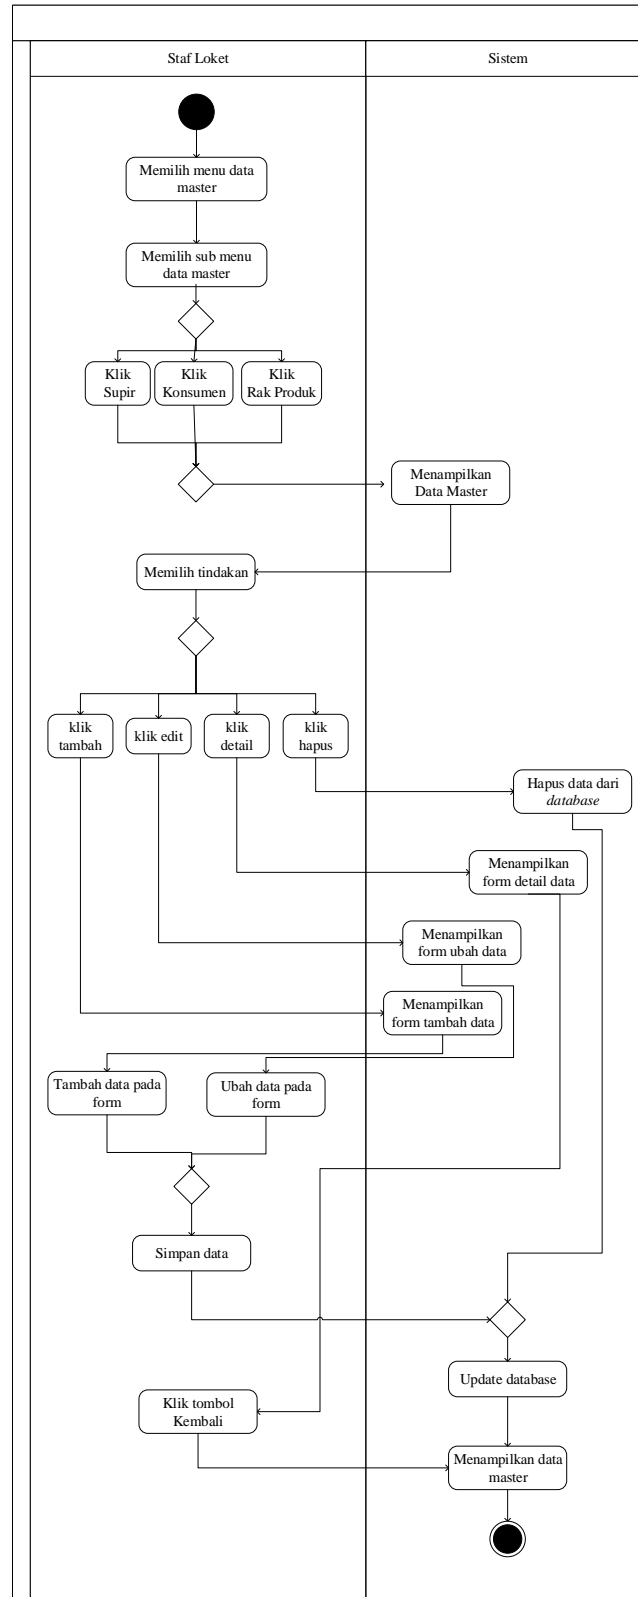 Staf Loket
Sistem
Memilih menu data
master
Memilih sub menu
data master
Klik
Supir
Klik
Konsumen
Klik
Rak Produk
Menampilkan
Data Master
Memilih tindakan
klik
tambah
klik edit
klik
detail
klik
hapus
Hapus data dari
database
Menampilkan
form detail data
Menampilkan
form ubah data
Menampilkan
form tambah data
Tambah data pada
form
Ubah data pada
form
Simpan data
Update database
Klik tombol
Kembali
Menampilkan data
master